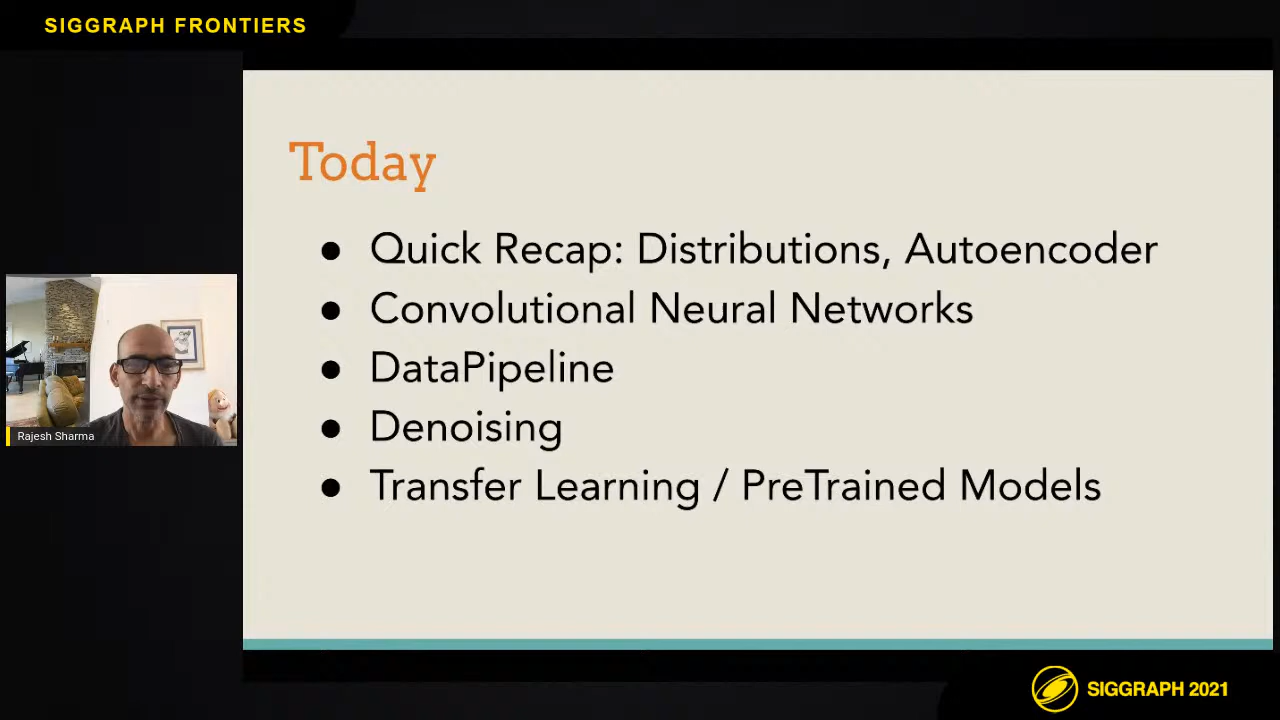 SIGGRAPH FRONTIERS
Today
● Quick Recap: Distributions, Autoencoder
● Convolutional Neural Networks
● DataPipeline
● Denoising
● Transfer Learning / PreTrained Models
Rajesh Sharma
SIGGRAPH 2021